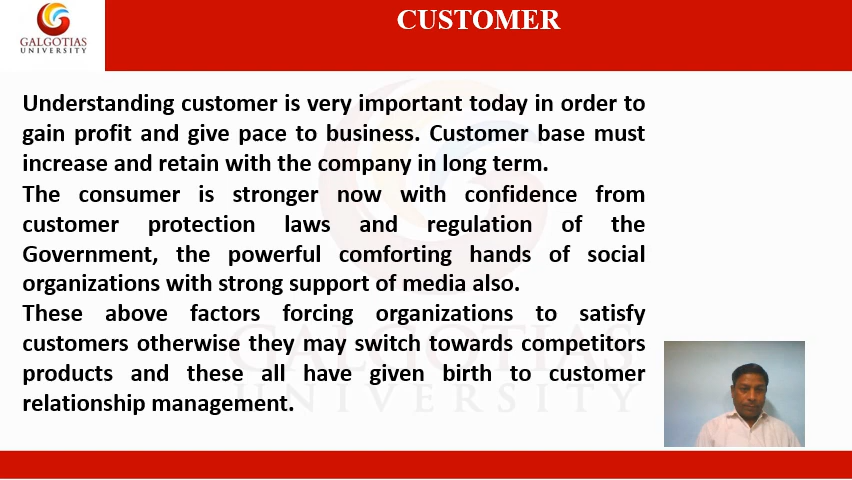 CUSTOMER
GALGOTIAS
UNIVERSITY
Understanding customer is very important today in order to
gain profit and give pace to business. Customer base must
increase and retain with the company in long term.
The consumer is stronger now with confidence from
customer protection laws and regulation of the
Government, the powerful comforting hands of social
organizations with strong support of media also.
These above factors forcing organizations to satisfy
customers otherwise they may switch towards competitors
products and these all have given birth to customer
relationship management.
GALGOTIAS
UNIVERSITY